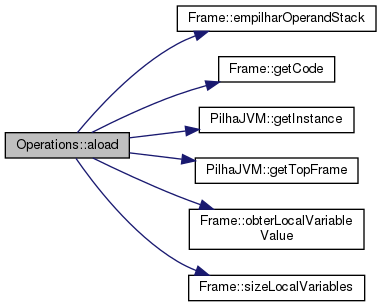 Frame::empilharOperandStack
Frame::getCode
PilhaJVM::getInstance
Operations::aload
PilhaJVM::getTopFrame
Frame::obterLocalVariable
Value
Frame::sizeLocalVariables